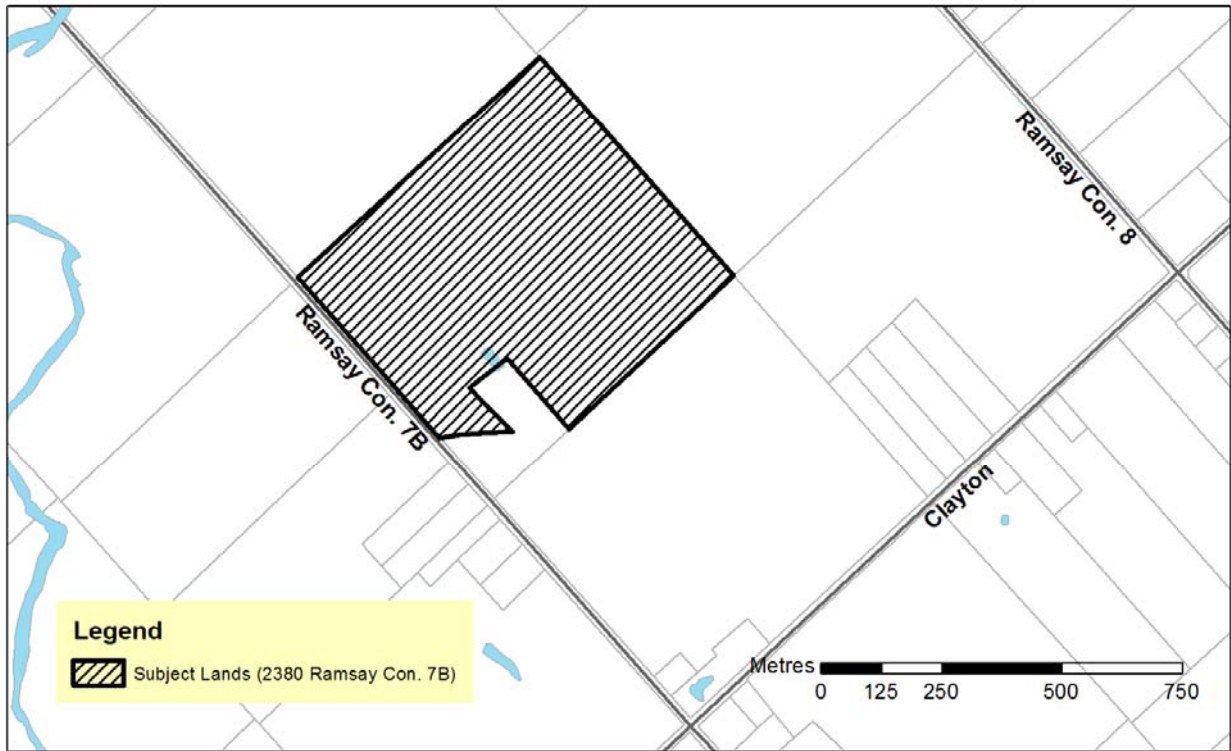 Ramsay Con. 8
Ramsay Con. 7B
Clayton
Legend
Subject Lands (2380 Ramsay Con. 7B)
Metres
0 125 250 500 750